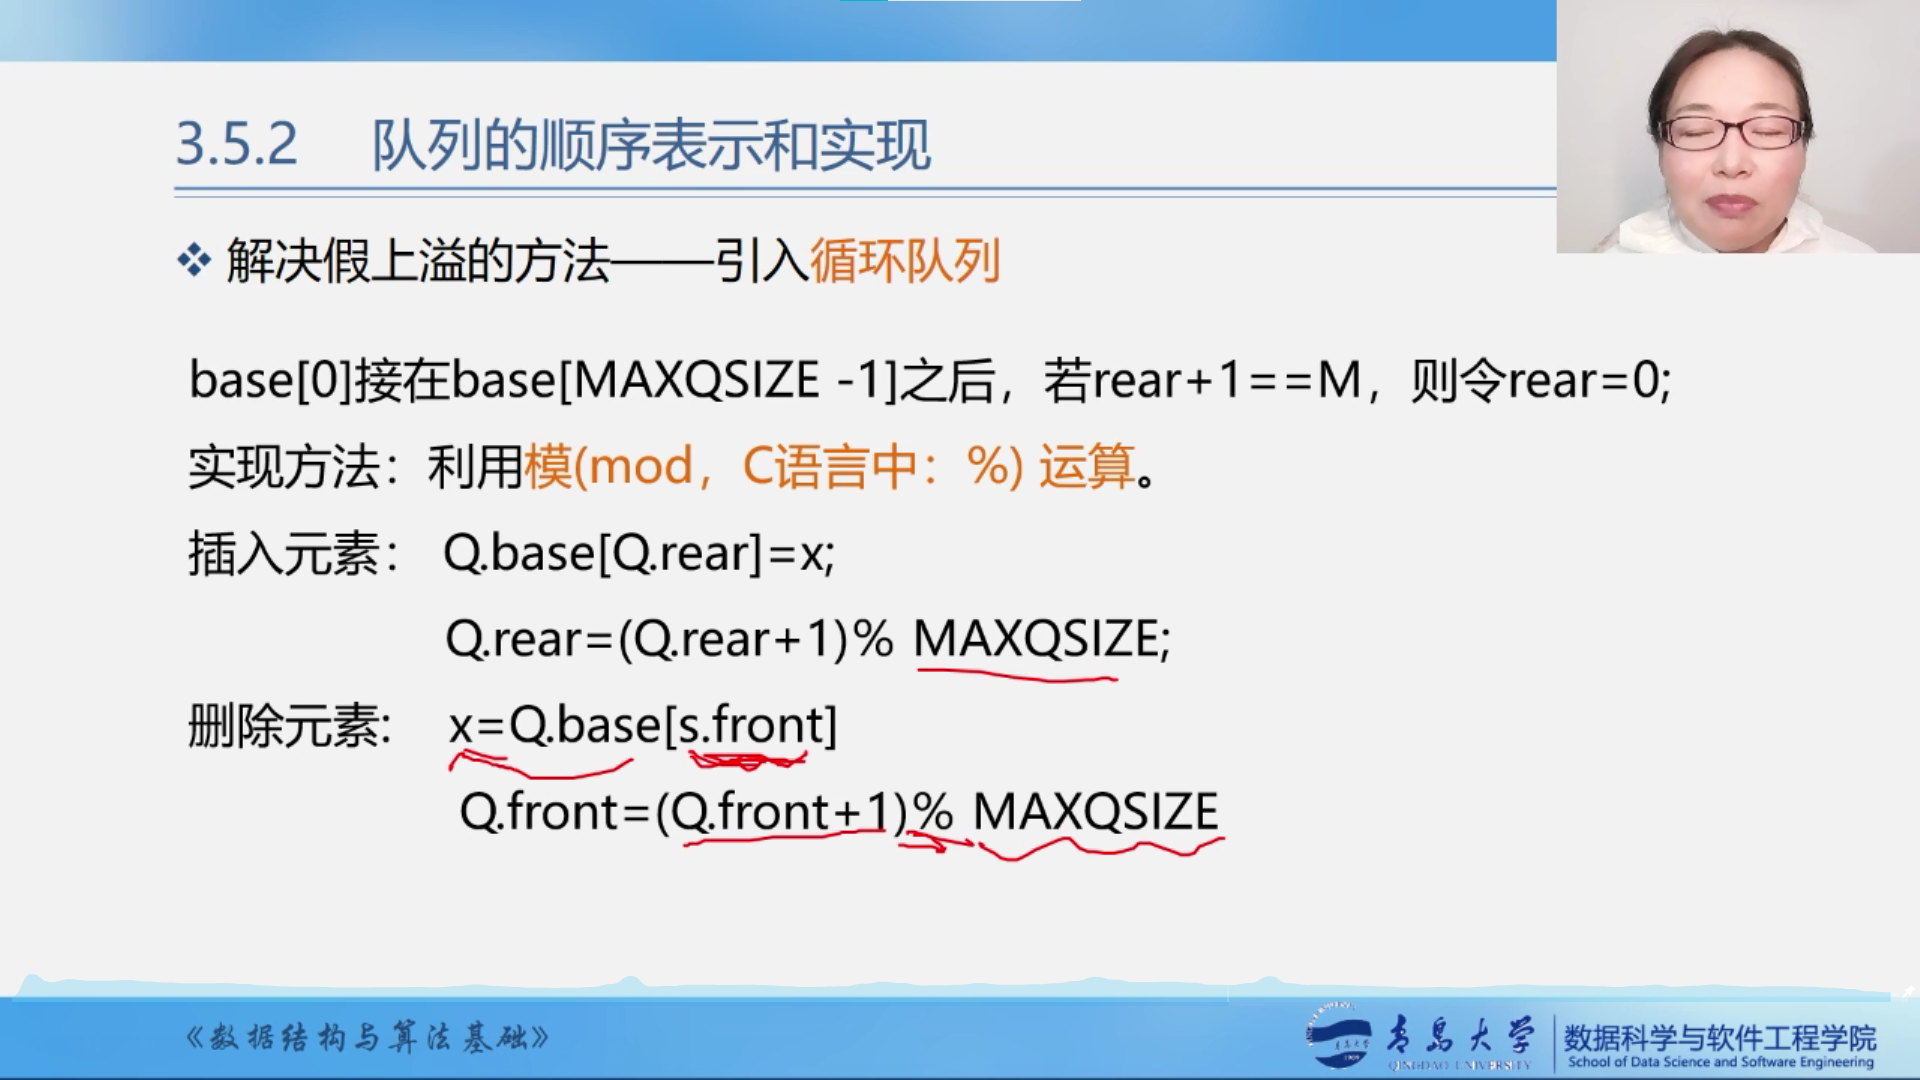 3.5.2 队列的顺序表示和实现
解决假上溢的方法——引入循环队列
base[0]接在base[MAXQSIZE -1]之后，若rear+1==M，则令rear=0;
实现方法：利用模(mod，C语言中：%) 运算。
插入元素： Q.base[Q.rear]=x;
Q.rear=(Q.rear+1)% MAXQSIZE;
删除元素: x=Q.base[s.front]
Q.front=(Q.front+1)% MAXQSIZE
《数据结构与算法基础》
青岛大学
QINGDAO UNIVERSITY
数据科学与软件工程学院
School of Data Science and Software Engineering